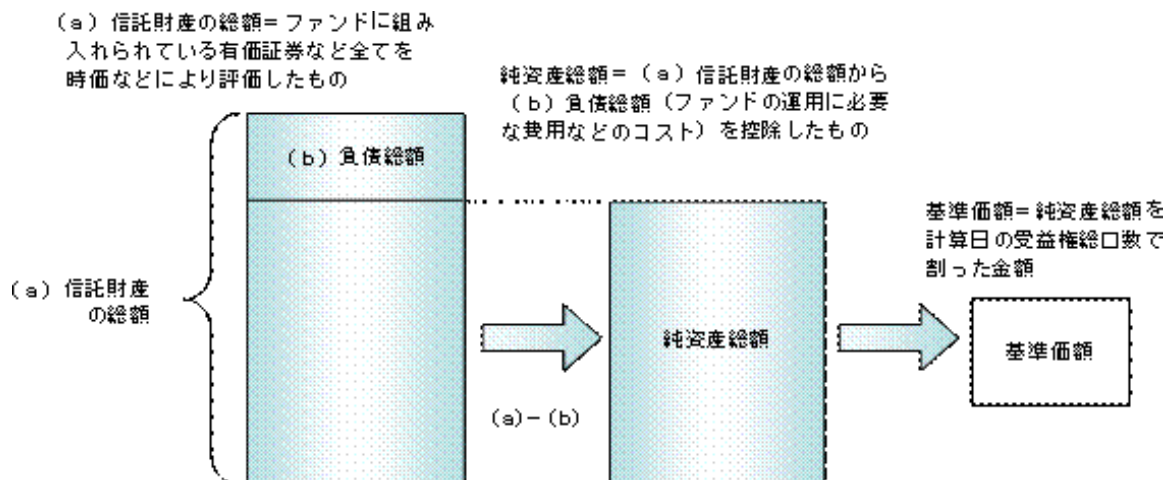 （a）信託財産の総額＝ファンドに組み
入れられている有価証券など全てを
時価などにより評価したもの
純資産総額＝（a）信託財産の総額から
（b）負債総額（ファンドの運用に必要
な費用などのコスト）を控除したもの
（b）負債総額
基準価額＝純資産総額を
計算日の受益権総口数で
割った金額
（a）信託財産
の総額
純資産総額
基準価額
（a）－（b）